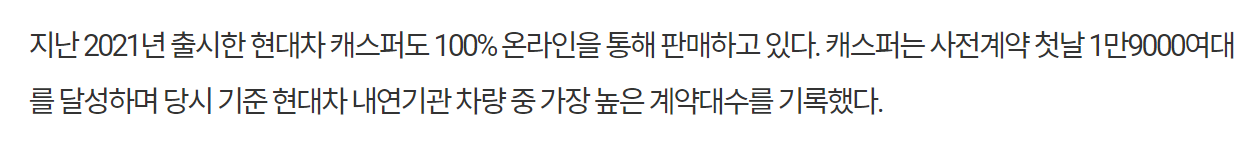 지난 2021년 출시한 현대차 캐스퍼도 100% 온라인을 통해 판매하고 있다. 캐스퍼는 사전계약 첫날 1만9000여대
를 달성하며 당시 기준 현대차 내연기관 차량 중 가장 높은 계약대수를 기록했다.